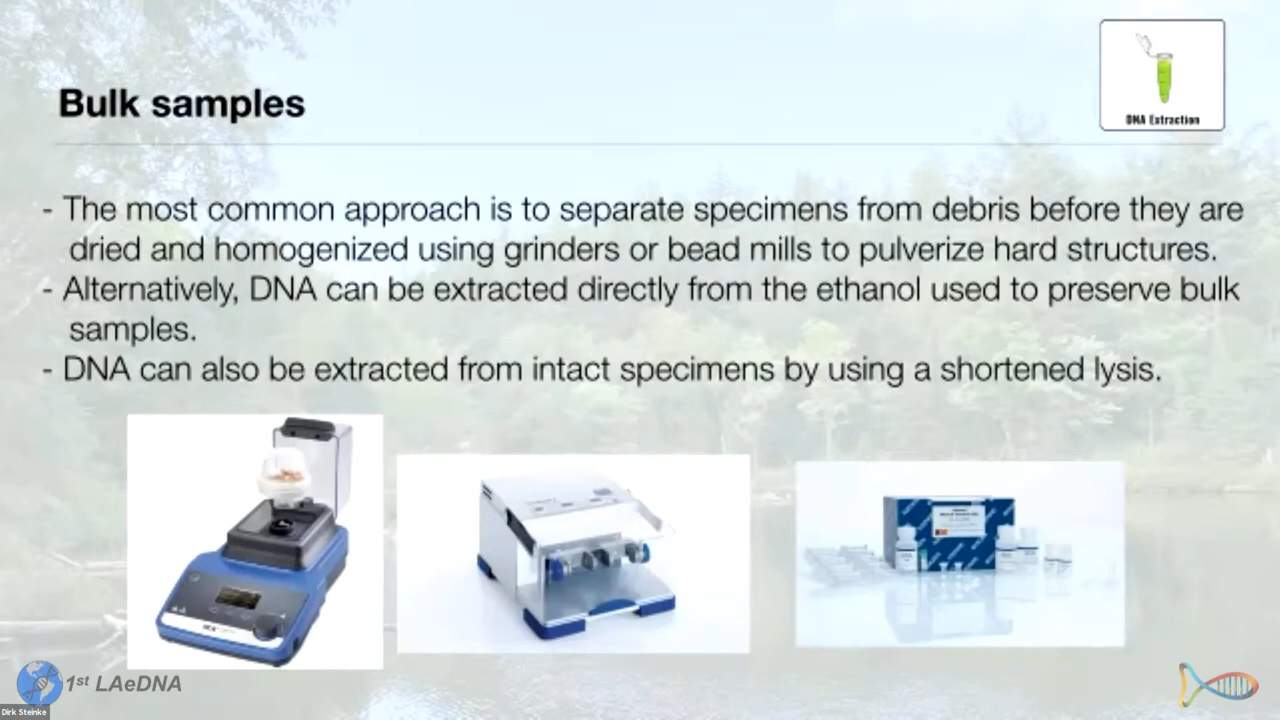 Bulk samples
DNA Extraction
- The most common approach is to separate specimens from debris before they are
dried and homogenized using grinders or bead mills to pulverize hard structures.
- Alternatively, DNA can be extracted directly from the ethanol used to preserve bulk
samples.
- DNA can also be extracted from intact specimens by using a shortened lysis.
1st LAeDNA
Dirk Steinke